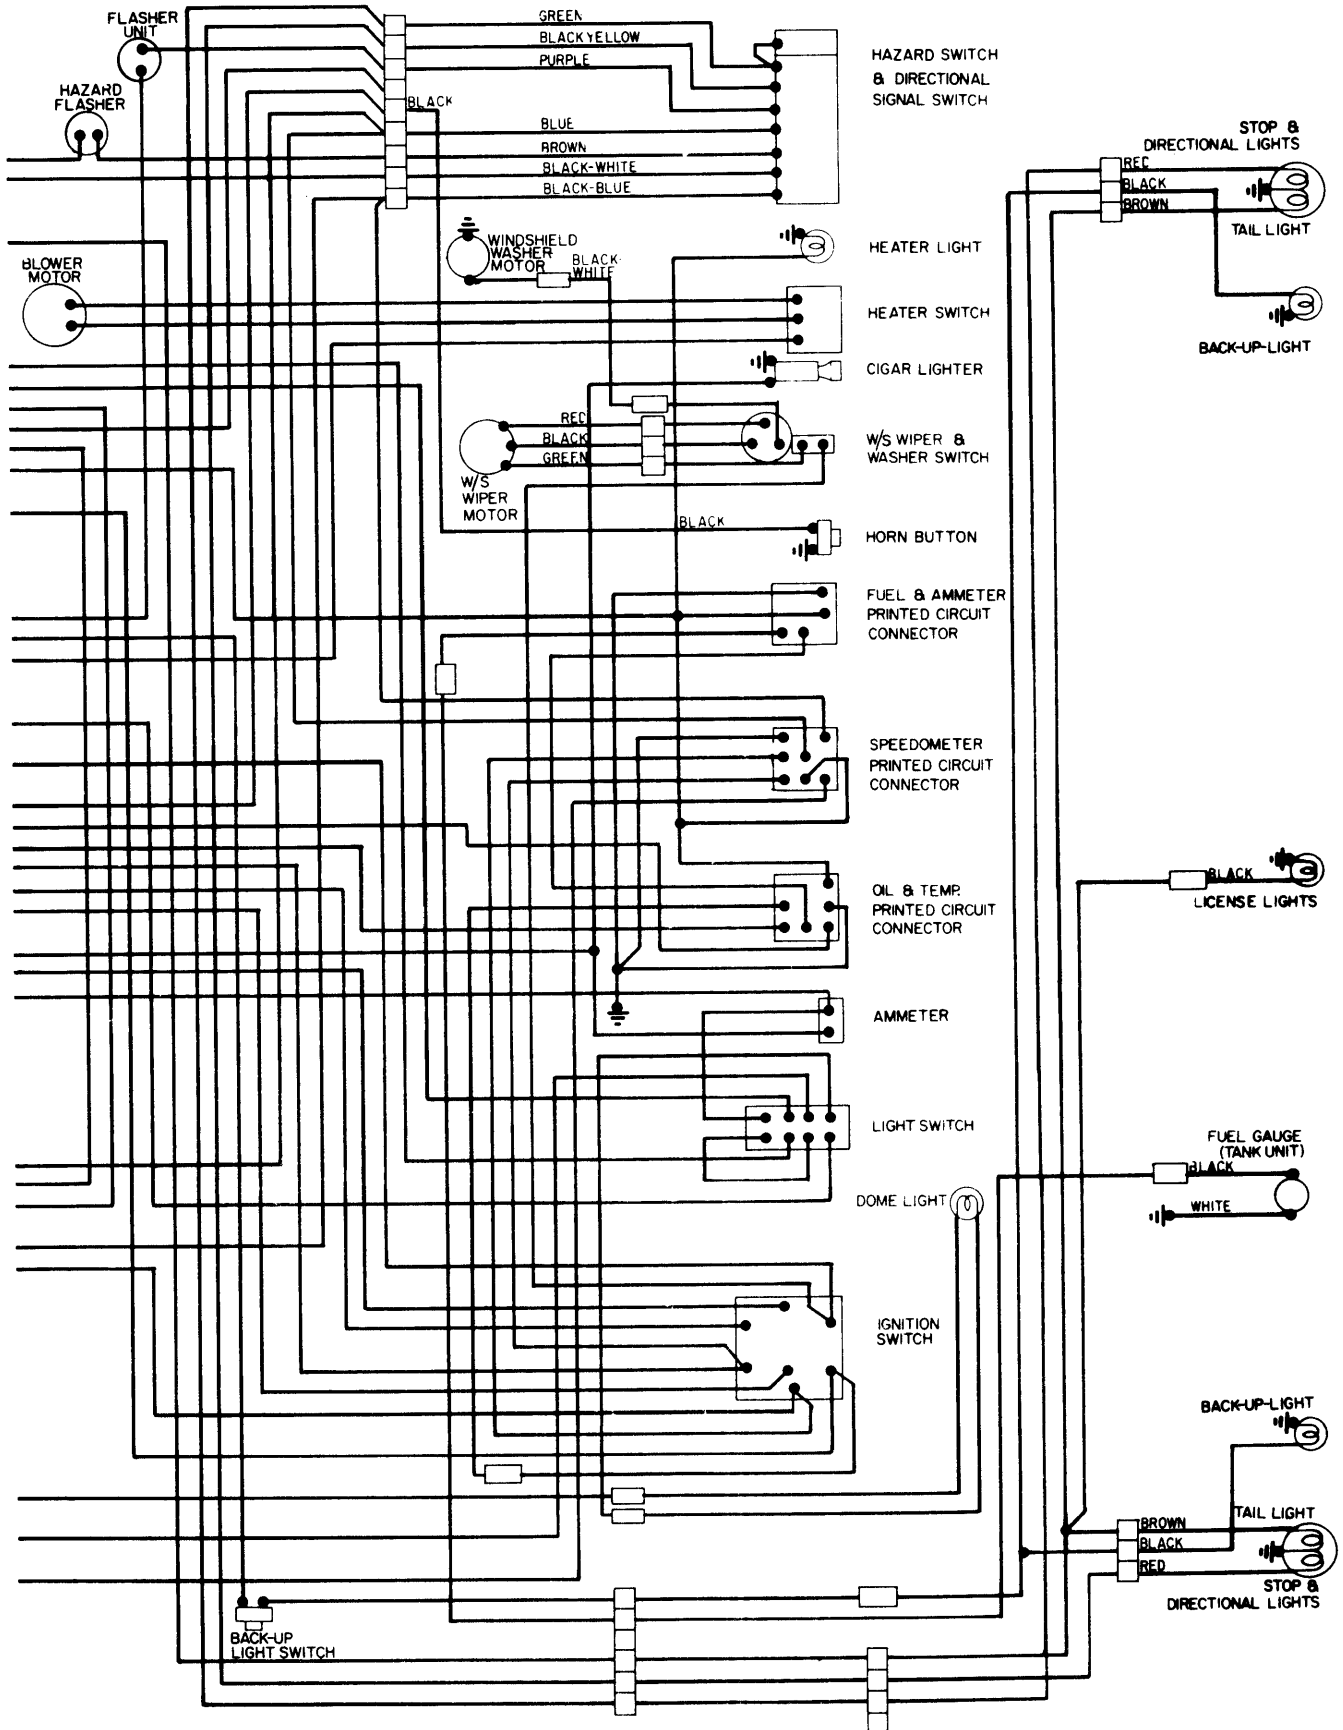 FLASHER
UNIT
HAZARD
FLASHER
GREEN
BLACKYELLOW
PURPLE
BLACK
BLUE
BROWN
BLACK-WHITE
BLACK-BLUE
HAZARD SWITCH
& DIRECTIONAL
SIGNAL SWITCH
STOP &
DIRECTIONAL LIGHTS
RED
BLACK
BROWN
TAIL LIGHT
BLOWER
MOTOR
WINDSHIELD
WASHER
MOTOR
BLACK-
WHITE
HEATER LIGHT
HEATER SWITCH
BACK-UP-LIGHT
CIGAR LIGHTER
RED
BLACK
GREEN
W/S
WIPER
MOTOR
W/S WIPER &
WASHER SWITCH
BLACK
HORN BUTTON
FUEL & AMMETER
PRINTED CIRCUIT
CONNECTOR
SPEEDOMETER
PRINTED CIRCUIT
CONNECTOR
OIL & TEMP.
PRINTED CIRCUIT
CONNECTOR
BLACK
LICENSE LIGHTS
AMMETER
LIGHT SWITCH
FUEL GAUGE
(TANK UNIT)
BLACK
WHITE
DOME LIGHT
IGNITION
SWITCH
BACK-UP-LIGHT
BROWN
BLACK
RED
TAIL LIGHT
STOP &
DIRECTIONAL LIGHTS
BACK-UP
LIGHT SWITCH